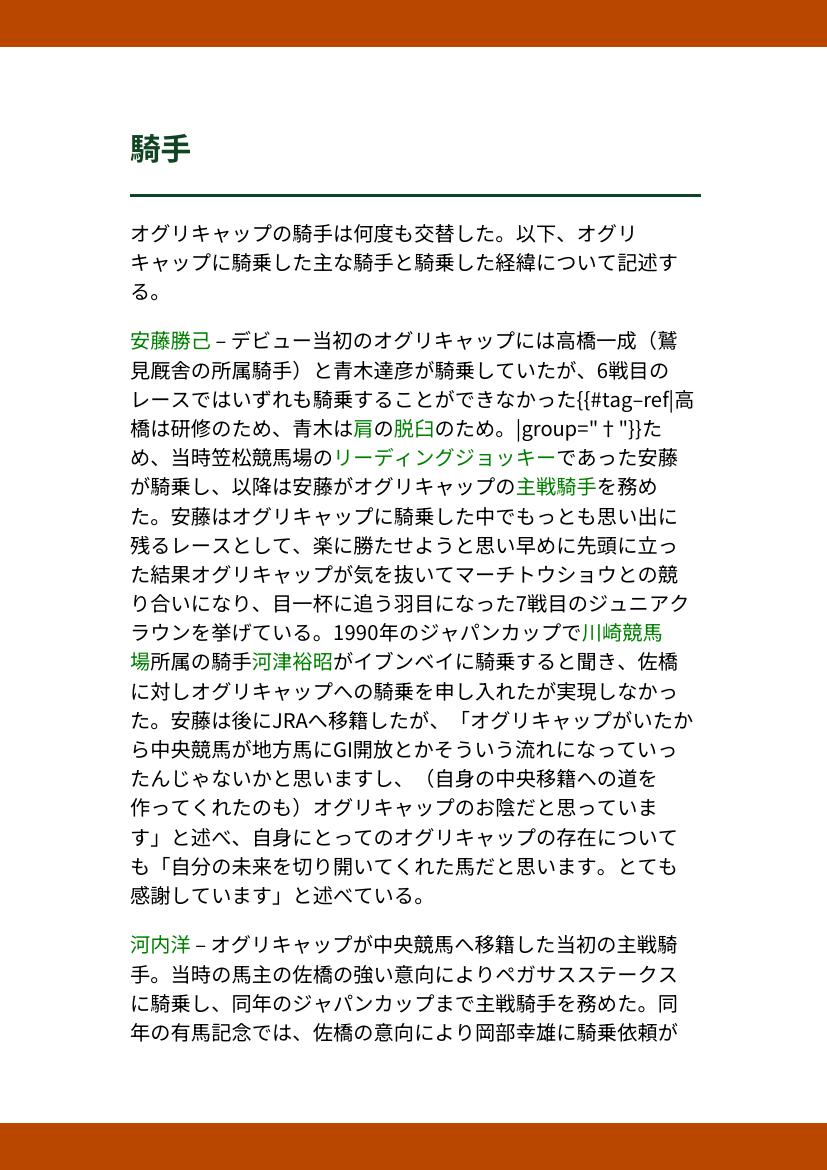 騎手
オグリキャップの騎手は何度も交替した。以下、オグリ
キャップに騎乗した主な騎手と騎乗した経緯について記述す
る。
安藤勝己 – デビュー当初のオグリキャップには高橋一成（鷲
見厩舎の所属騎手）と青木達彦が騎乗していたが、6戦目の
レースではいずれも騎乗することができなかった{{#tag–ref|高
橋は研修のため、青木は肩の脱臼のため。|group="†"}}た
め、当時笠松競馬場のリーディングジョッキーであった安藤
が騎乗し、以降は安藤がオグリキャップの主戦騎手を務め
た。安藤はオグリキャップに騎乗した中でもっとも思い出に
残るレースとして、楽に勝たせようと思い早めに先頭に立っ
た結果オグリキャップが気を抜いてマーチトウショウとの競
り合いになり、目一杯に追う羽目になった7戦目のジュニアク
ラウンを挙げている。1990年のジャパンカップで川崎競馬
場所属の騎手河津裕昭がイブンベイに騎乗すると聞き、佐橋
に対しオグリキャップへの騎乗を申し入れたが実現しなかっ
た。安藤は後にJRAへ移籍したが、「オグリキャップがいたか
ら中央競馬が地方馬にGI開放とかそういう流れになっていっ
たんじゃないかと思いますし、（自身の中央移籍への道を
作ってくれたのも）オグリキャップのお陰だと思っていま
す」と述べ、自身にとってのオグリキャップの存在について
も「自分の未来を切り開いてくれた馬だと思います。とても
感謝しています」と述べている。
河内洋 – オグリキャップが中央競馬へ移籍した当初の主戦騎
手。当時の馬主の佐橋の強い意向によりペガサスステークス
に騎乗し、同年のジャパンカップまで主戦騎手を務めた。同
年の有馬記念では、佐橋の意向により岡部幸雄に騎乗依頼が